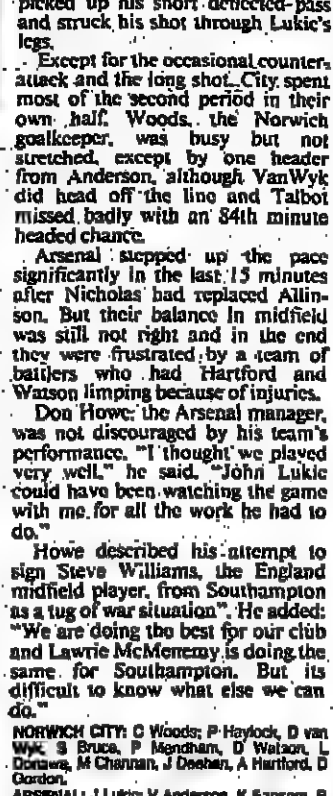 picked up his short deflected pass
and struck his shot through Lukic's
legs.
Except for the occasional counter-
attack and the long shot City spent
most of the second period in their
own half. Woods, the Norwich
goalkeeper, was busy but not
stretched, except by one header
from Anderson, although VanWyk
did head off the line and Talbot
missed badly with an 84th minute
headed chance.
Arsenal stepped up the pace
significantly in the last 15 minutes
after Nicholas had replaced Allin-
son. But their balance in midfield
was still not right and in the end
they were frustrated by a team of
battlers who had Hartford and
Watson limping because of injuries.
Don Howe, the Arsenal manager,
was not discouraged by his team's
performance. "I thought we played
very well," he said. "John Lukic
could have been watching the game
with me for all the work he had to
do."
Howe described his attempt to
sign Steve Williams, the England
midfield player, from Southampton
as a tug of war situation". He added:
"We are doing the best for our club
and Lawrie McMenemy is doing the
same for Southampton. But its
difficult to know what else we can
do."
NORWICH CITY: C Woods; P Haylock, D van
Wyk, S Bruce, P Mendham, D Watson, L
Donowa, M Channan, J Deehan, A Hartford, D
Gordon.
ARSENAL: J Lukic; V Anderson, K Sansom, B